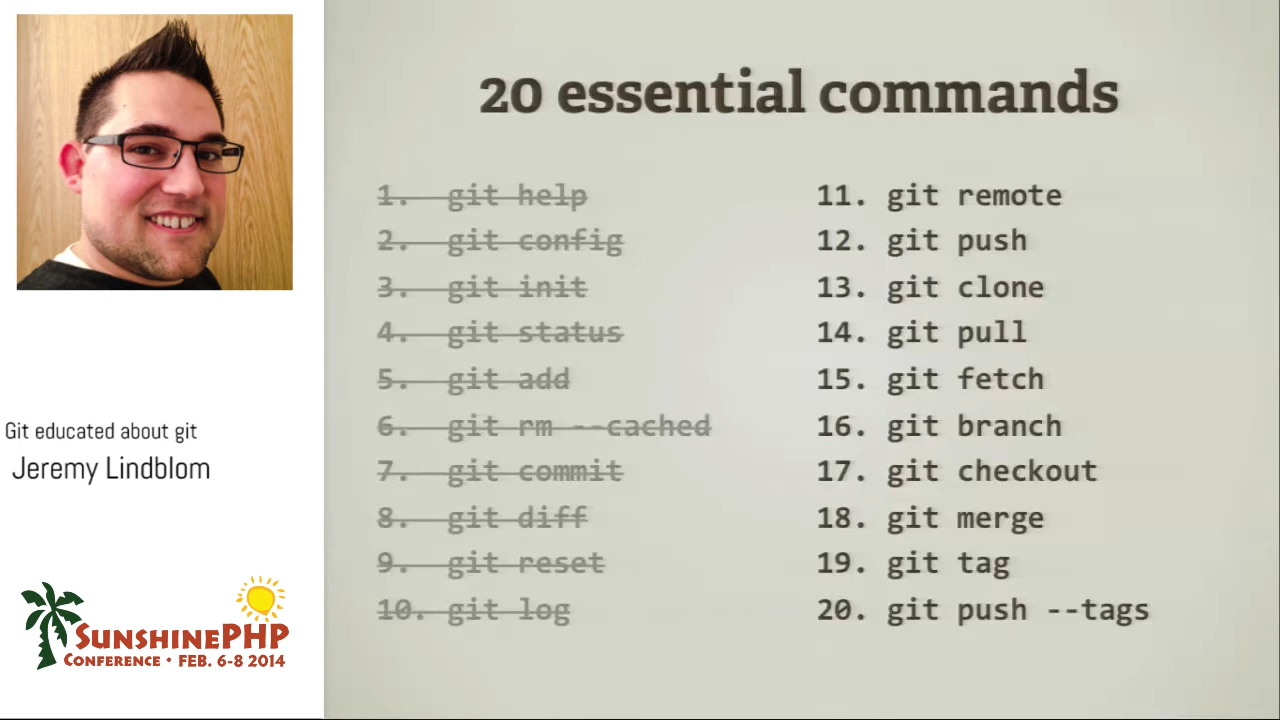 20 essential commands
1. git help
2. git config
3. git init
4. git status
5. git add
6. git rm --cached
7. git commit
8. git diff
9. git reset
10. git log
11. git remote
12. git push
13. git clone
14. git pull
15. git fetch
16. git branch
17. git checkout
18. git merge
19. git tag
20. git push --tags
Git educated about git
Jeremy Lindblom
SUNSHINEPHP
CONFERENCE • FEB. 6-8 2014